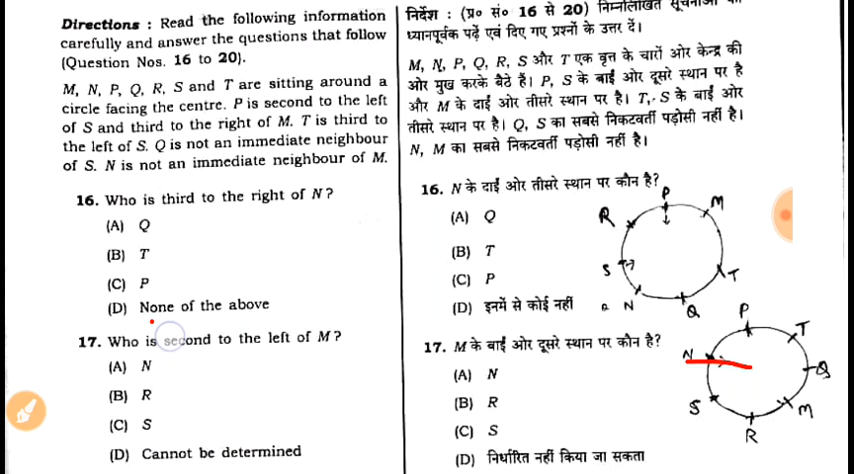 Directions : Read the following information
carefully and answer the questions that follow
(Question Nos. 16 to 20).
M, N, P, Q, R, S and T are sitting around a
circle facing the centre. P is second to the left
of S and third to the right of M. T is third to
the left of S. Q is not an immediate neighbour
of S. N is not an immediate neighbour of M.
16. Who is third to the right of N?
(A) Q
(B) T
(C) P
(D) None of the above
17. Who is second to the left of M?
(A) N
(B) R
(C) S
(D) Cannot be determined
निर्देश : (प्र० सं० 16 से 20) निम्नलिखित
ध्यानपूर्वक पढ़ें एवं दिए गए प्रश्नों के उत्तर दें।
M, N, P, Q, R, S और T एक वृत्त के चारों ओर केन्द्र की
ओर मुख करके बैठे हैं। P, S के बाईं ओर दूसरे स्थान पर है
और M के दाईं ओर तीसरे स्थान पर है। T, S के बाईं ओर
तीसरे स्थान पर है। Q, S का सबसे निकटवर्ती पड़ोसी नहीं है।
N, M का सबसे निकटवर्ती पड़ोसी नहीं है।
16. N के दाईं ओर तीसरे स्थान पर कौन है?
(A) Q
(B) T
(C) P
(D) इनमें से कोई नहीं
P
M
R
S
T
N
Q
17. M के बाईं ओर दूसरे स्थान पर कौन है?
(A) N
(B) R
(C) S
(D) निर्धारित नहीं किया जा सकता
P
T
N
Q
S
M
R